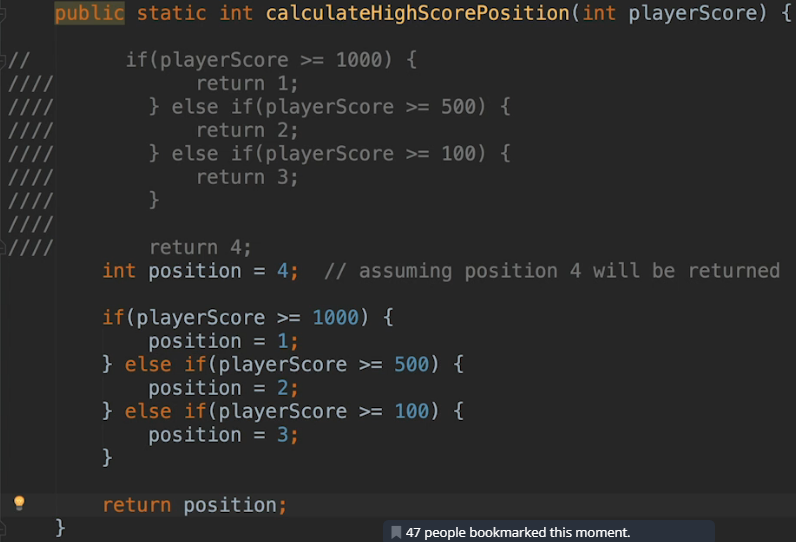 public static int calculateHighScorePosition(int playerScore) {
//        if(playerScore >= 1000) {
////            return 1;
////        } else if(playerScore >= 500) {
////            return 2;
////        } else if(playerScore >= 100) {
////            return 3;
////        }
////
////        return 4;
int position = 4;  // assuming position 4 will be returned
if(playerScore >= 1000) {
position = 1;
} else if(playerScore >= 500) {
position = 2;
} else if(playerScore >= 100) {
position = 3;
}
return position;
}
47 people bookmarked this moment.